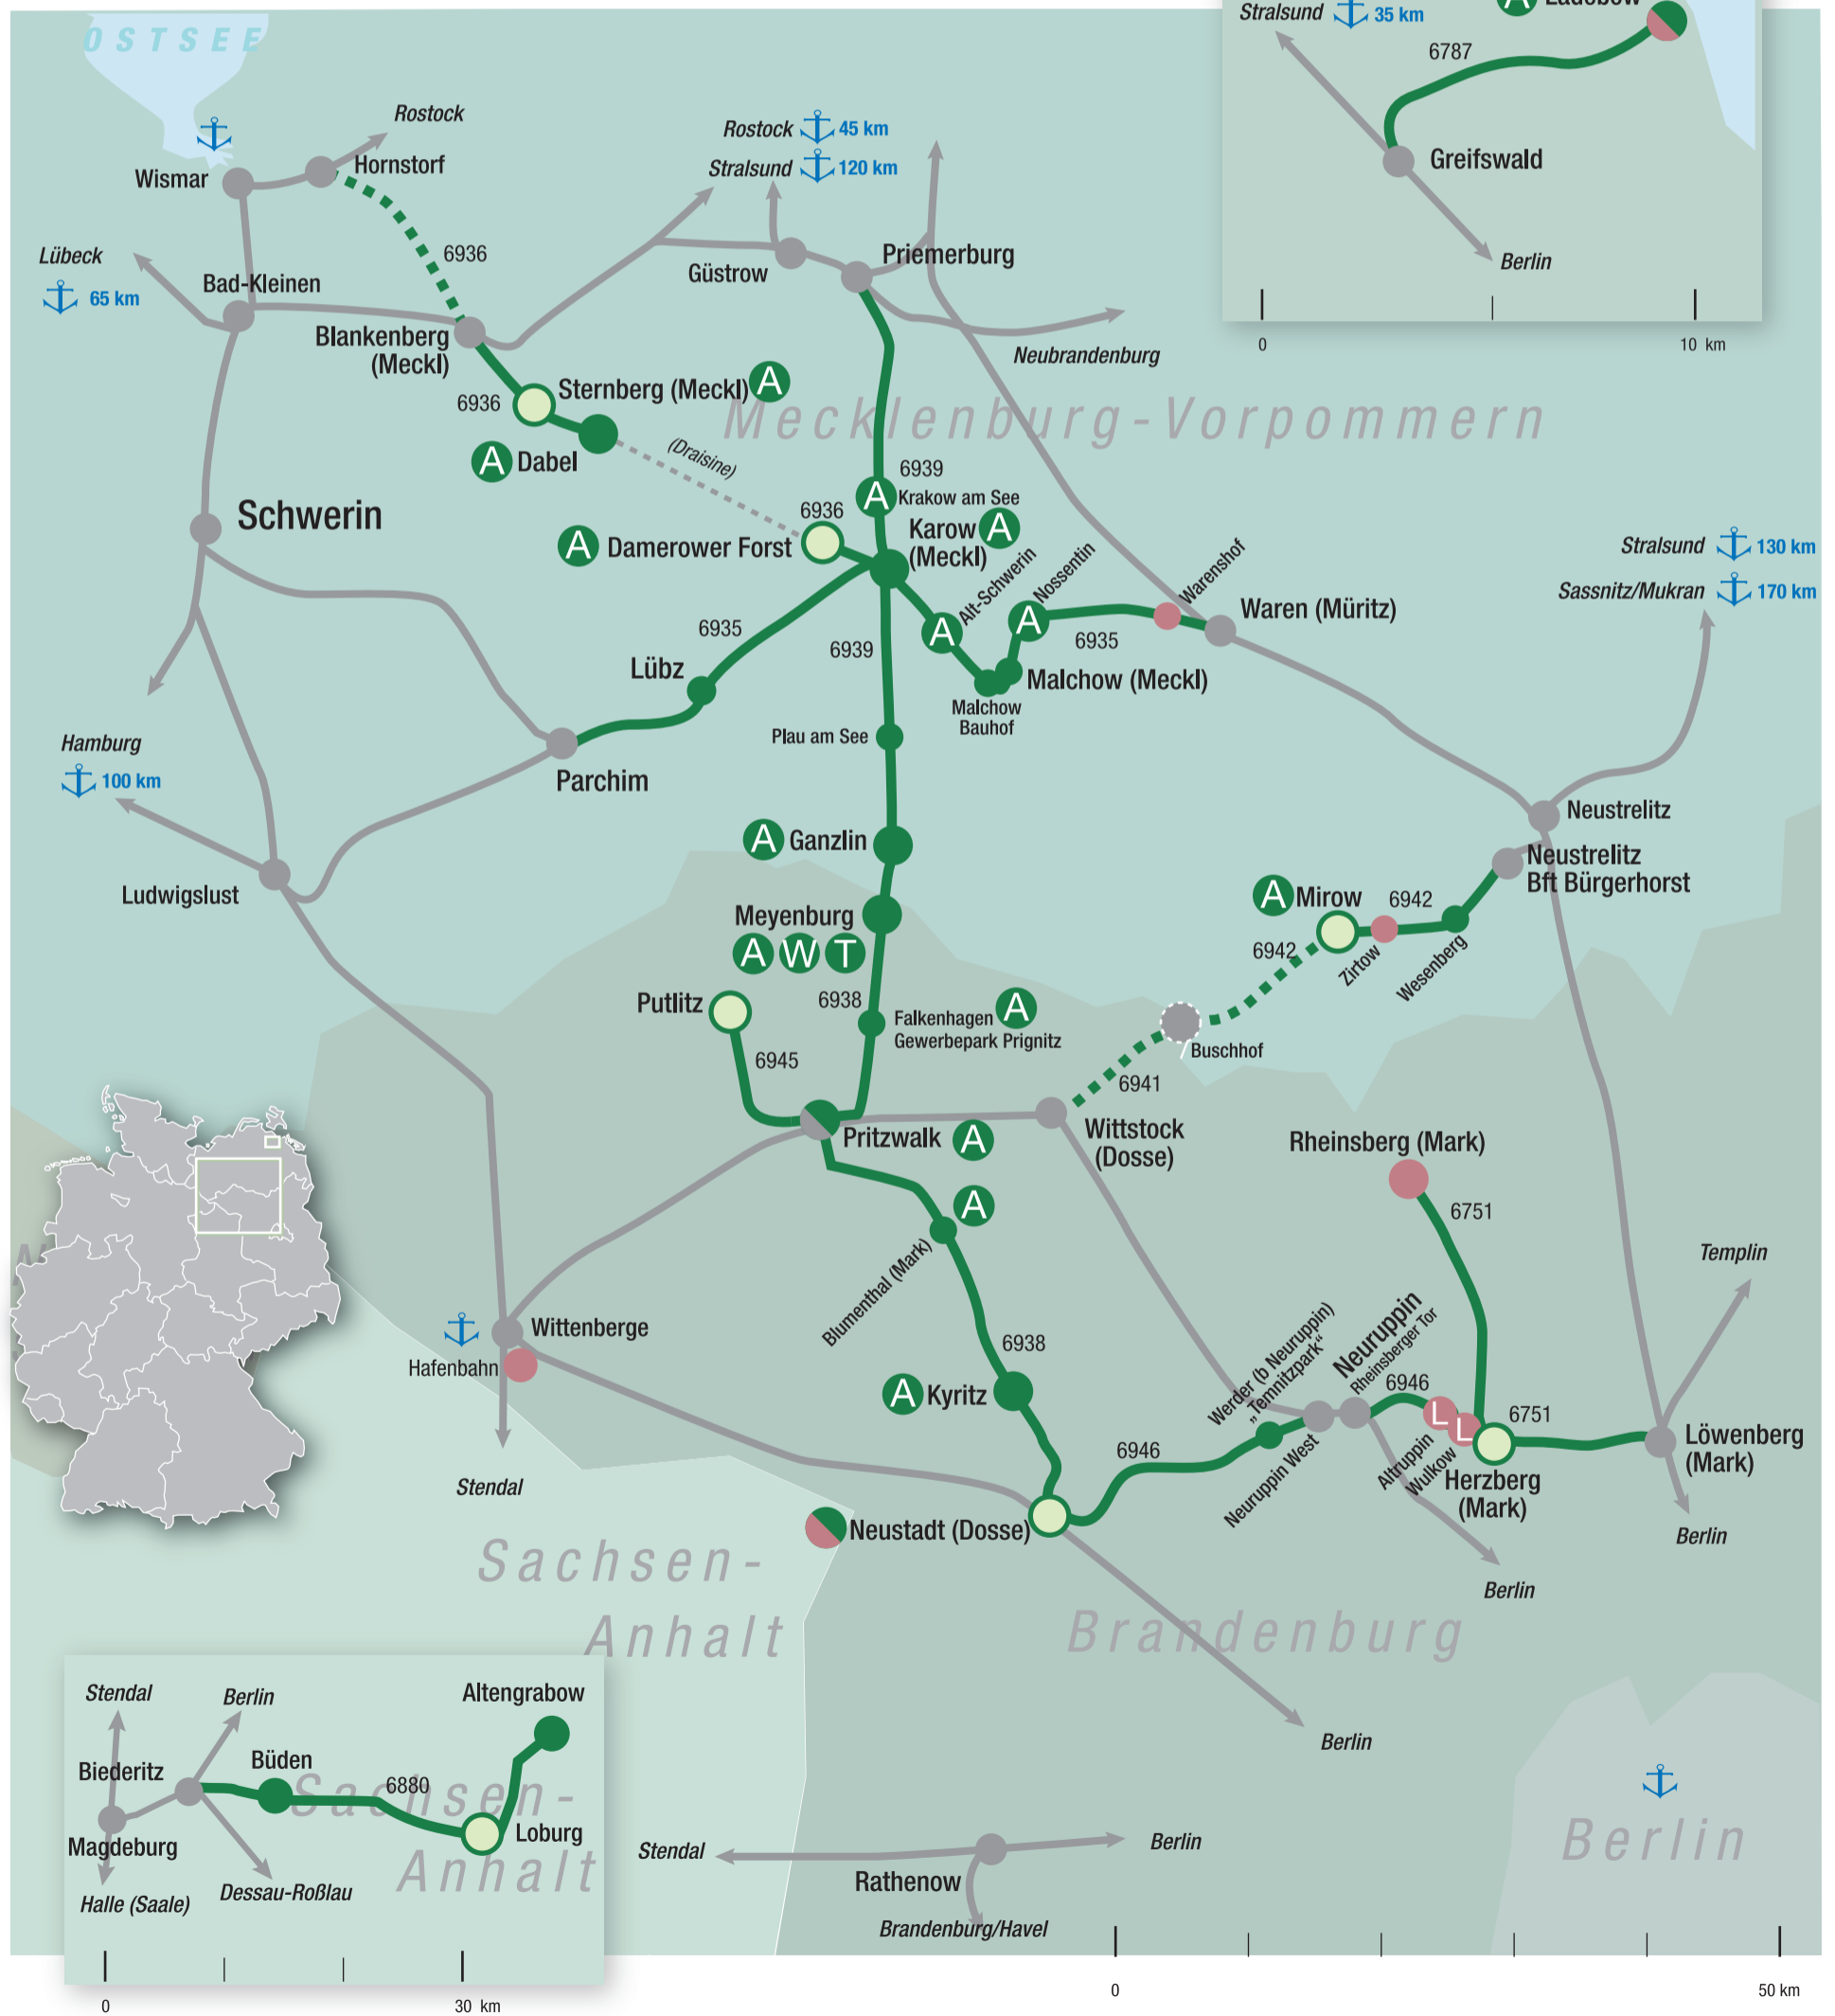 OSTSEE
Stralsund
35 km
A
6787
Greifswald
Berlin
0
10 km
Rostock
Hornstorf
Wismar
Rostock
45 km
Stralsund
120 km
6936
Lübeck
65 km
Bad-Kleinen
Güstrow
Priemerburg
Neubrandenburg
Blankenberg
(Meckl)
6936
Sternberg (Meckl)
A
Mecklenburg-Vorpommern
A
Dabel
(Draisine)
6939
A
Krakow am See
Schwerin
6936
A
Damerower Forst
Karow
(Meckl)
A
Alt-Schwerin
A
Nossentin
A
Warenshof
Waren (Müritz)
Stralsund
130 km
Sassnitz/Mukran
170 km
6935
6939
6935
Lübz
Malchow (Meckl)
Malchow
Bauhof
Plau am See
Parchim
Hamburg
100 km
Ludwigslust
A
Ganzlin
Neustrelitz
Neustrelitz
Bft Bürgerhorst
Meyenburg
A W T
A
Mirow
6942
6942
Zirtow
Wesenberg
Putlitz
6938
Falkenhagen
Gewerbepark Prignitz
A
6945
Buschhof
6941
Pritzwalk
A
Wittstock
(Dosse)
Rheinsberg (Mark)
6751
A
Blumenthal (Mark)
Templin
Wittenberge
Hafenbahn
6938
A
Kyritz
Werder (b Neuruppin)
„Temnitzpark“
Neuruppin
Rheinsberger Tor
6946
L
L
6751
6946
Neuruppin West
Altruppin
Wulkow
Herzberg
(Mark)
Löwenberg
(Mark)
Stendal
Neustadt (Dosse)
Berlin
Berlin
Sachsen-
Anhalt
Brandenburg
Berlin
Stendal
Berlin
Altengrabow
Biederitz
Büden
6880
Sachsen-
Anhalt
Loburg
Magdeburg
Halle (Saale)
Dessau-Roßlau
0
30 km
Stendal
Berlin
Rathenow
Brandenburg/Havel
Berlin
0
50 km